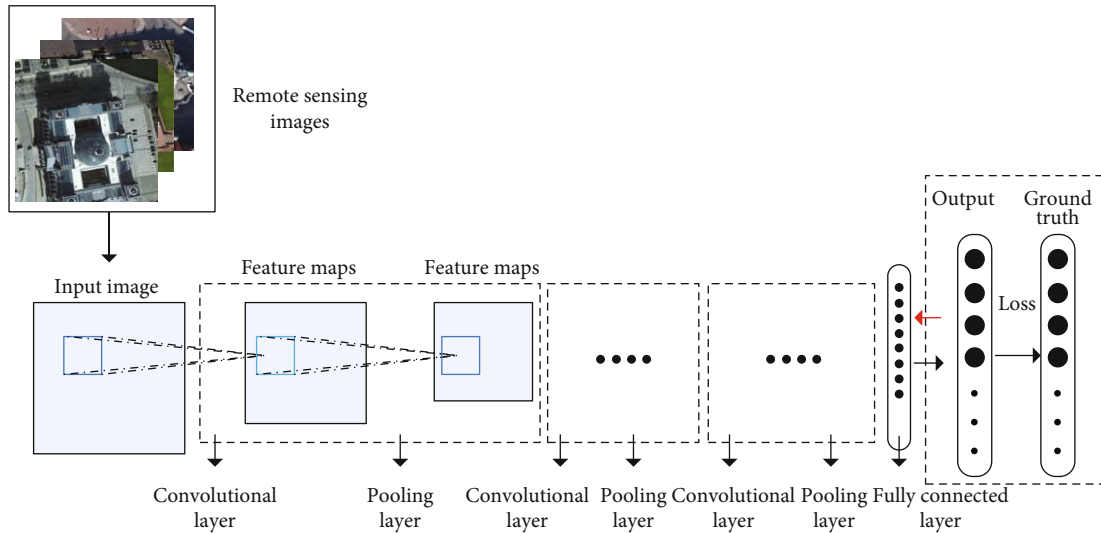 Remote sensing
images
Output
Ground
truth
Feature maps
Feature maps
Input image
Loss
Convolutional
layer
Pooling
layer
Convolutional
layer
Pooling
layer
Convolutional
layer
Pooling
layer
Fully connected
layer